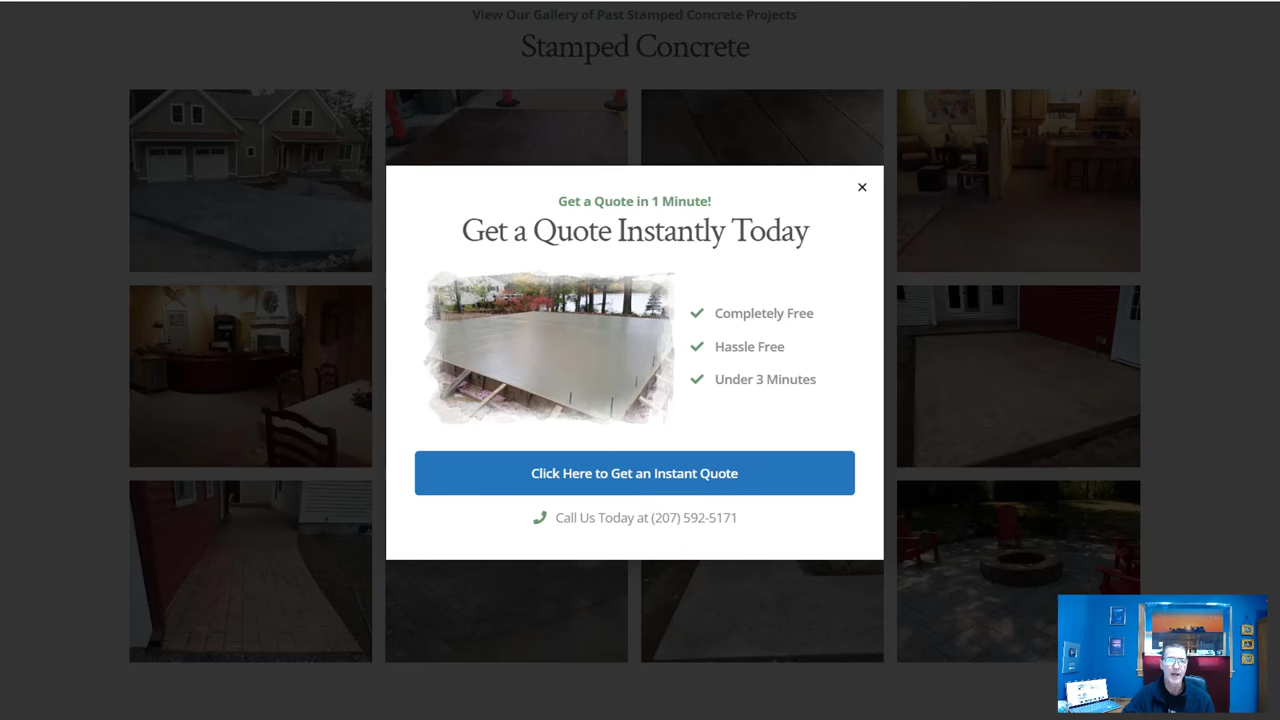 View Our Gallery of Past Stamped Concrete Projects
Stamped Concrete
Get a Quote in 1 Minute!
Get a Quote Instantly Today
Completely Free
Hassle Free
Under 3 Minutes
Click Here to Get an Instant Quote
Call Us Today at (207) 592-5171